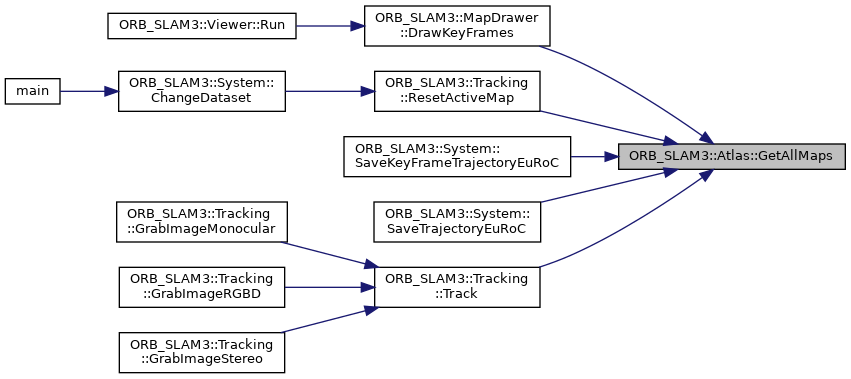 ORB_SLAM3::Viewer::Run
ORB_SLAM3::MapDrawer
::DrawKeyFrames
main
ORB_SLAM3::System::
ChangeDataset
ORB_SLAM3::Tracking
::ResetActiveMap
ORB_SLAM3::System::
SaveKeyFrameTrajectoryEuRoC
ORB_SLAM3::Atlas::GetAllMaps
ORB_SLAM3::System::
SaveTrajectoryEuRoC
ORB_SLAM3::Tracking
::GrabImageMonocular
ORB_SLAM3::Tracking
::GrabImageRGBD
ORB_SLAM3::Tracking
::Track
ORB_SLAM3::Tracking
::GrabImageStereo